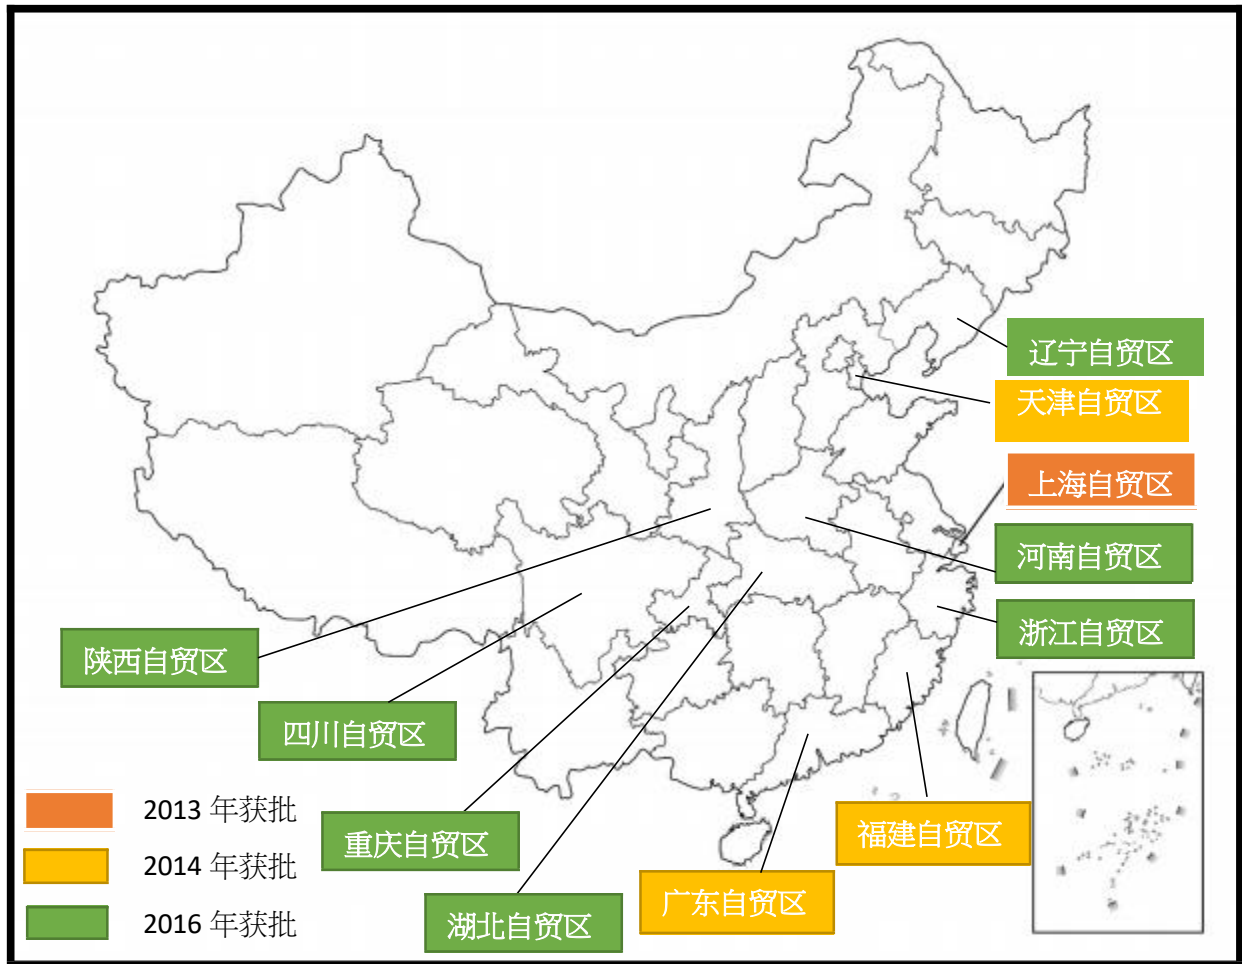 辽宁自贸区
天津自贸区
上海自贸区
河南自贸区
浙江自贸区
陕西自贸区
四川自贸区
重庆自贸区
湖北自贸区
广东自贸区
福建自贸区
2013 年获批
2014 年获批
2016 年获批